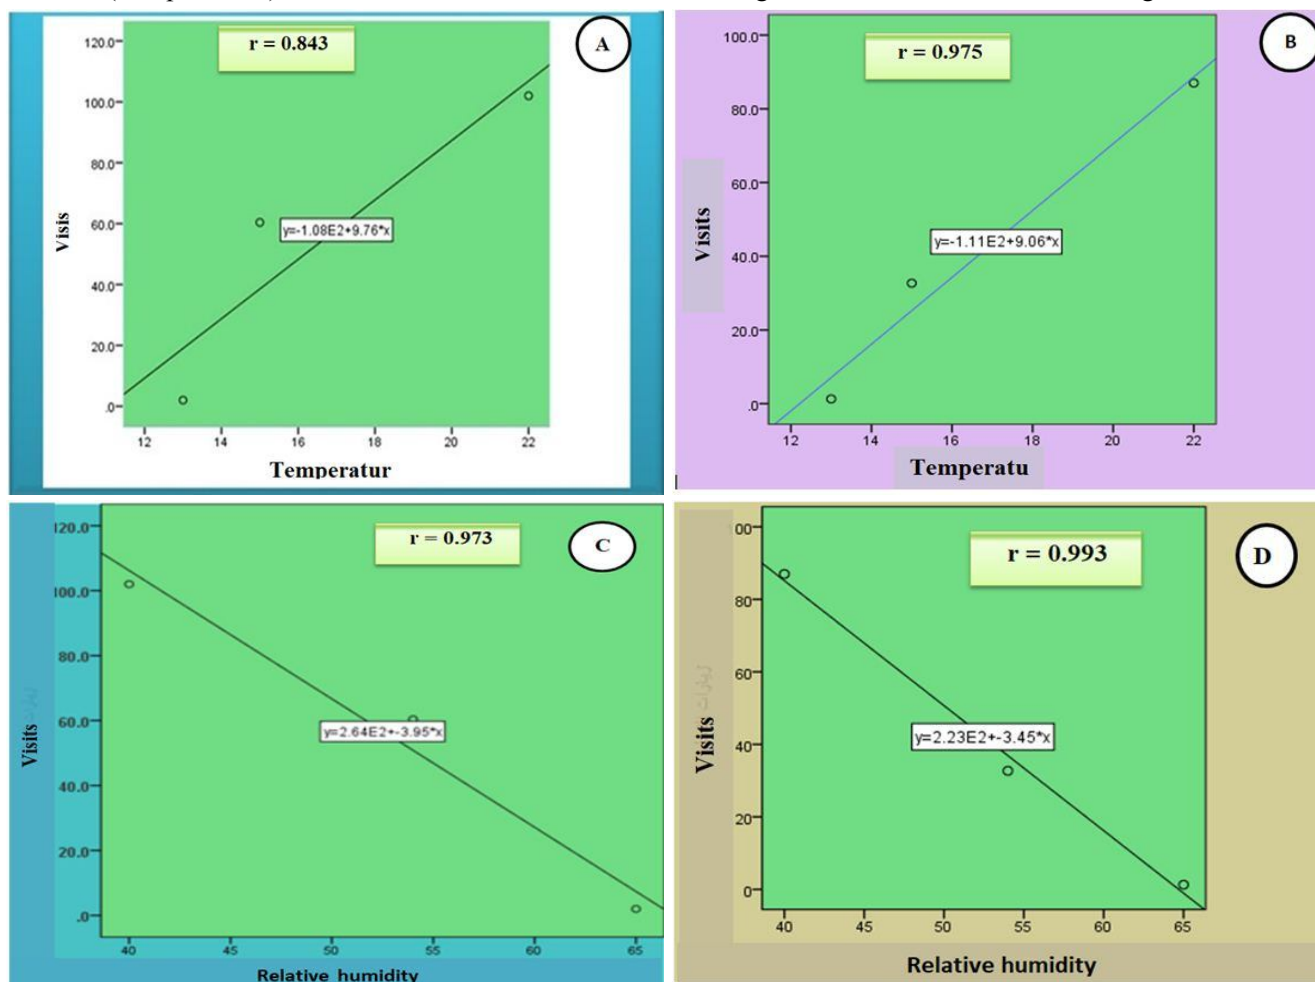 120.0
100.0
80.0
60.0
40.0
20.0
.0
Visis
r = 0.843
A
y=-1.08E2+9.76*x
12 14 16 18 20 22
Temperatur
100.0
80.0
60.0
40.0
20.0
.0
Visits
r = 0.975
B
y=-1.11E2+9.06*x
12 14 16 18 20 22
Temperatu
120.0
100.0
80.0
60.0
40.0
20.0
.0
Visits
r = 0.973
C
y=2.64E2+-3.95*x
40 45 50 55 60 65
Relative humidity
00
80
60
40
20
0
Visits
زيارات
r = 0.993
D
y=2.23E2+-3.45*x
40 45 50 55 60 65
Relative humidity